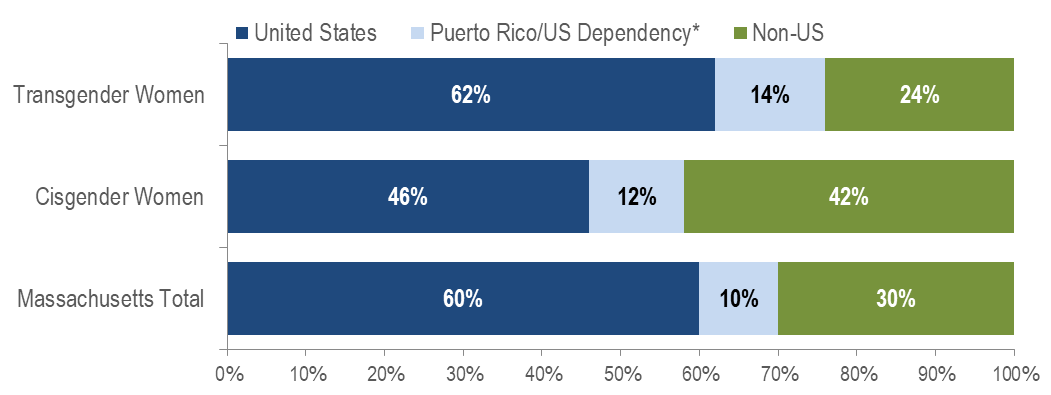 United States Puerto Rico/US Dependency* Non-US
Transgender Women 62% 14% 24%
Cisgender Women 46% 12% 42%
Massachusetts Total 60% 10% 30%
0% 10% 20% 30% 40% 50% 60% 70% 80% 90% 100%